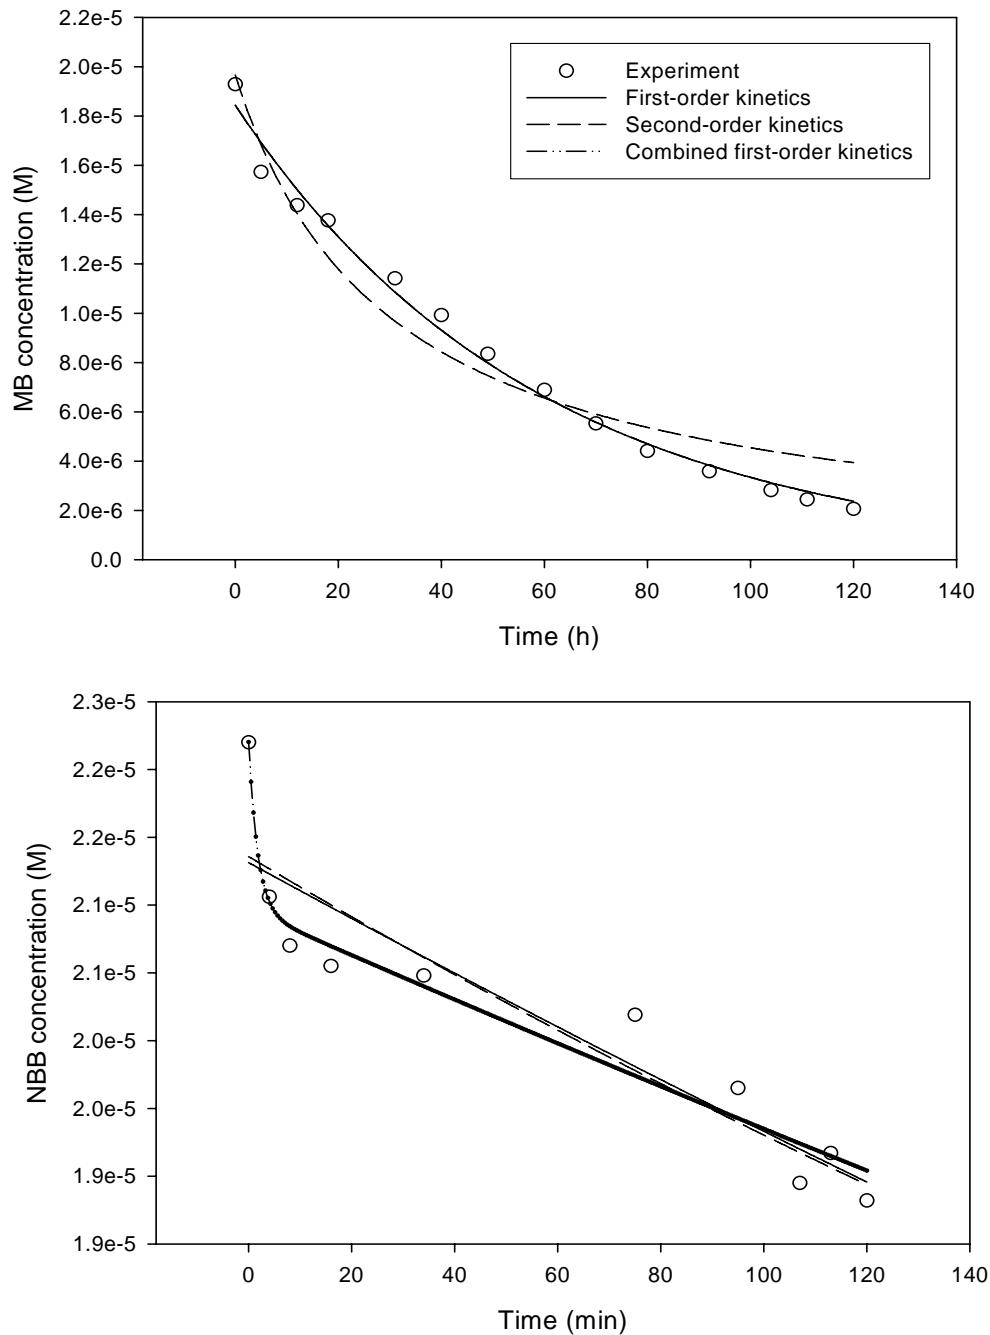 2.2e-5
2.0e-5
1.8e-5
1.6e-5
1.4e-5
1.2e-5
1.0e-5
8.0e-6
6.0e-6
4.0e-6
2.0e-6
0.0
MB concentration (M)
Experiment
First-order kinetics
Second-order kinetics
Combined first-order kinetics
0 20 40 60 80 100 120 140
Time (h)
2.3e-5
2.2e-5
2.2e-5
2.1e-5
2.1e-5
2.0e-5
2.0e-5
1.9e-5
1.9e-5
NBB concentration (M)
0 20 40 60 80 100 120 140
Time (min)